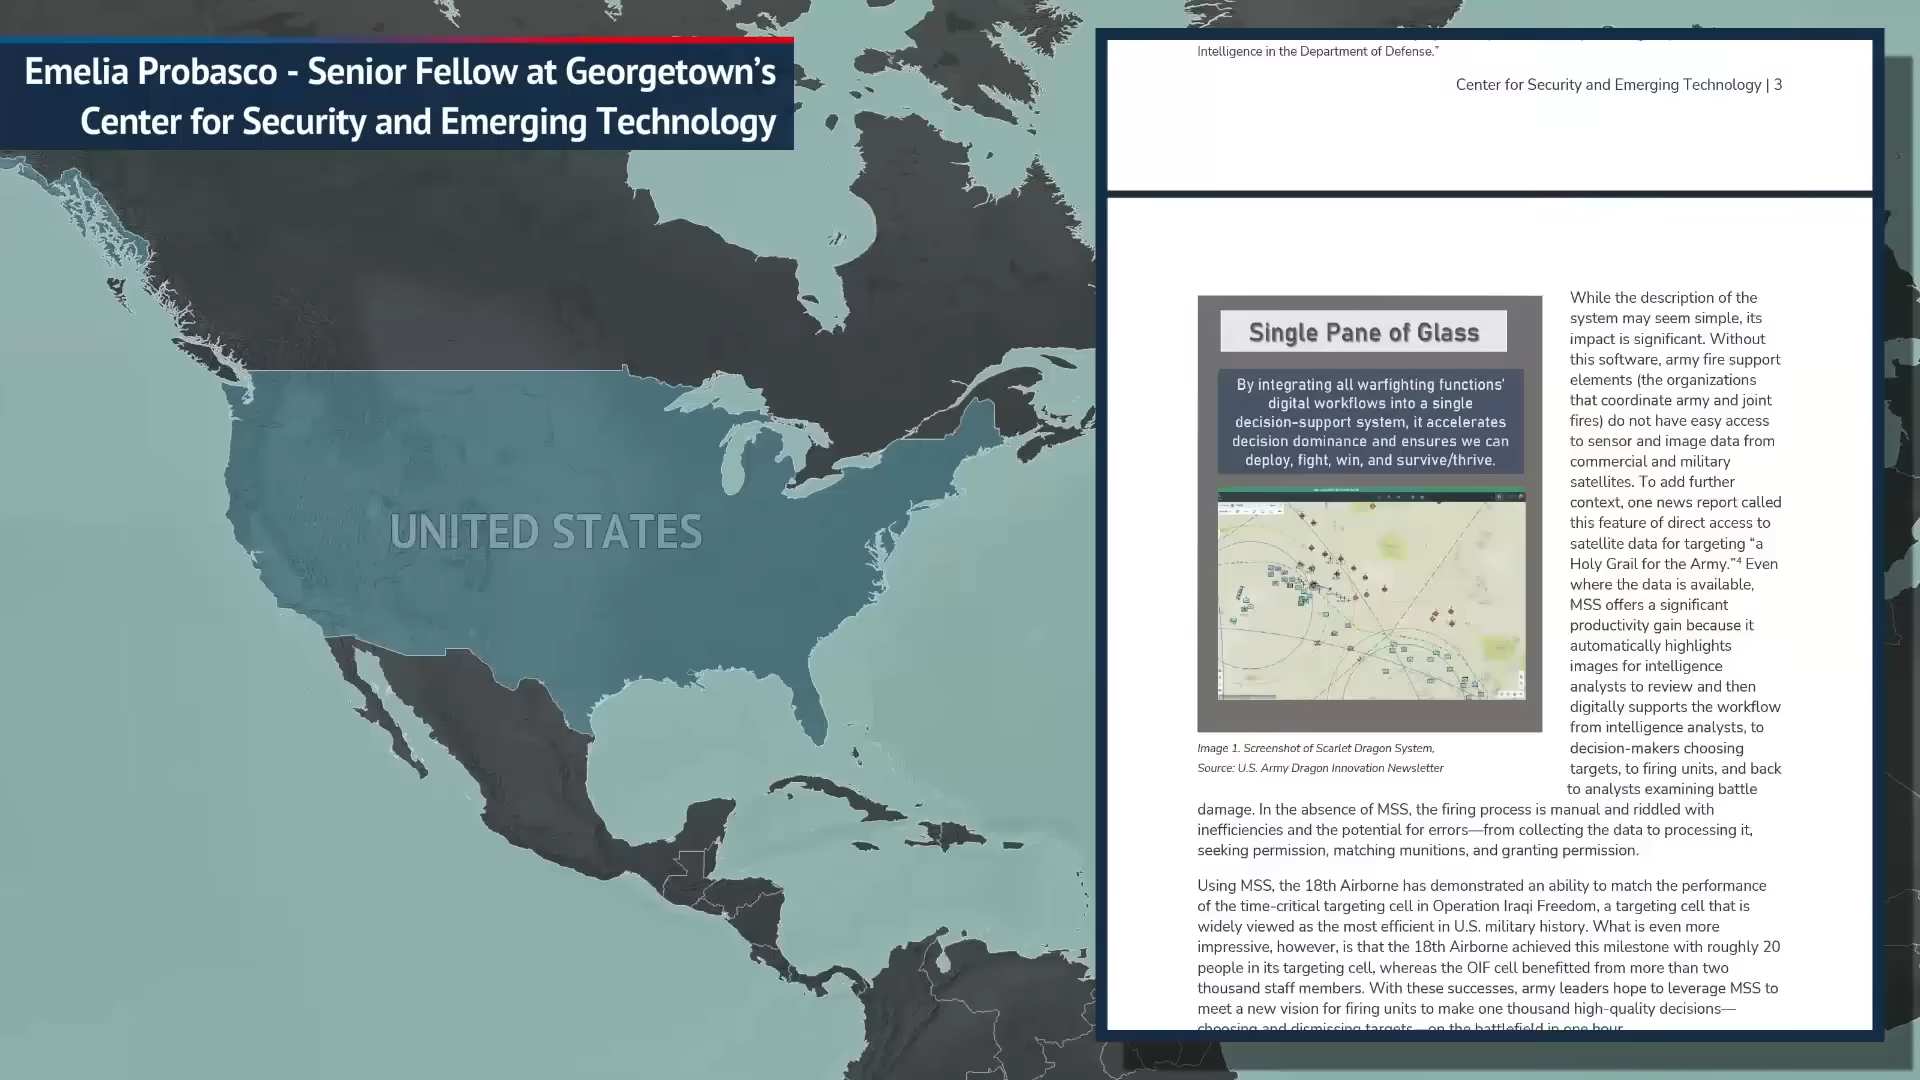 Emelia Probasco - Senior Fellow at Georgetown's
Center for Security and Emerging Technology
UNITED STATES
Intelligence in the Department of Defense.”
Center for Security and Emerging Technology | 3
Single Pane of Glass
By integrating all warfighting functions'
digital workflows into a single
decision-support system, it accelerates
decision dominance and ensures we can
deploy, fight, win, and survive/thrive.
Image 1. Screenshot of Scarlet Dragon System,
Source: U.S. Army Dragon Innovation Newsletter
While the description of the
system may seem simple, its
impact is significant. Without
this software, army fire support
elements (the organizations
that coordinate army and joint
fires) do not have easy access
to sensor and image data from
commercial and military
satellites. To add further
context, one news report called
this feature of direct access to
satellite data for targeting “a
Holy Grail for the Army.”⁴ Even
where the data is available,
MSS offers a significant
productivity gain because it
automatically highlights
images for intelligence
analysts to review and then
digitally supports the workflow
from intelligence analysts, to
decision-makers choosing
targets, to firing units, and back
to analysts examining battle
damage. In the absence of MSS, the firing process is manual and riddled with
inefficiencies and the potential for errors—from collecting the data to processing it,
seeking permission, matching munitions, and granting permission.
Using MSS, the 18th Airborne has demonstrated an ability to match the performance
of the time-critical targeting cell in Operation Iraqi Freedom, a targeting cell that is
widely viewed as the most efficient in U.S. military history. What is even more
impressive, however, is that the 18th Airborne achieved this milestone with roughly 20
people in its targeting cell, whereas the OIF cell benefitted from more than two
thousand staff members. With these successes, army leaders hope to leverage MSS to
meet a new vision for firing units to make one thousand high-quality decisions—
choosing and dismissing targets—on the battlefield in one hour